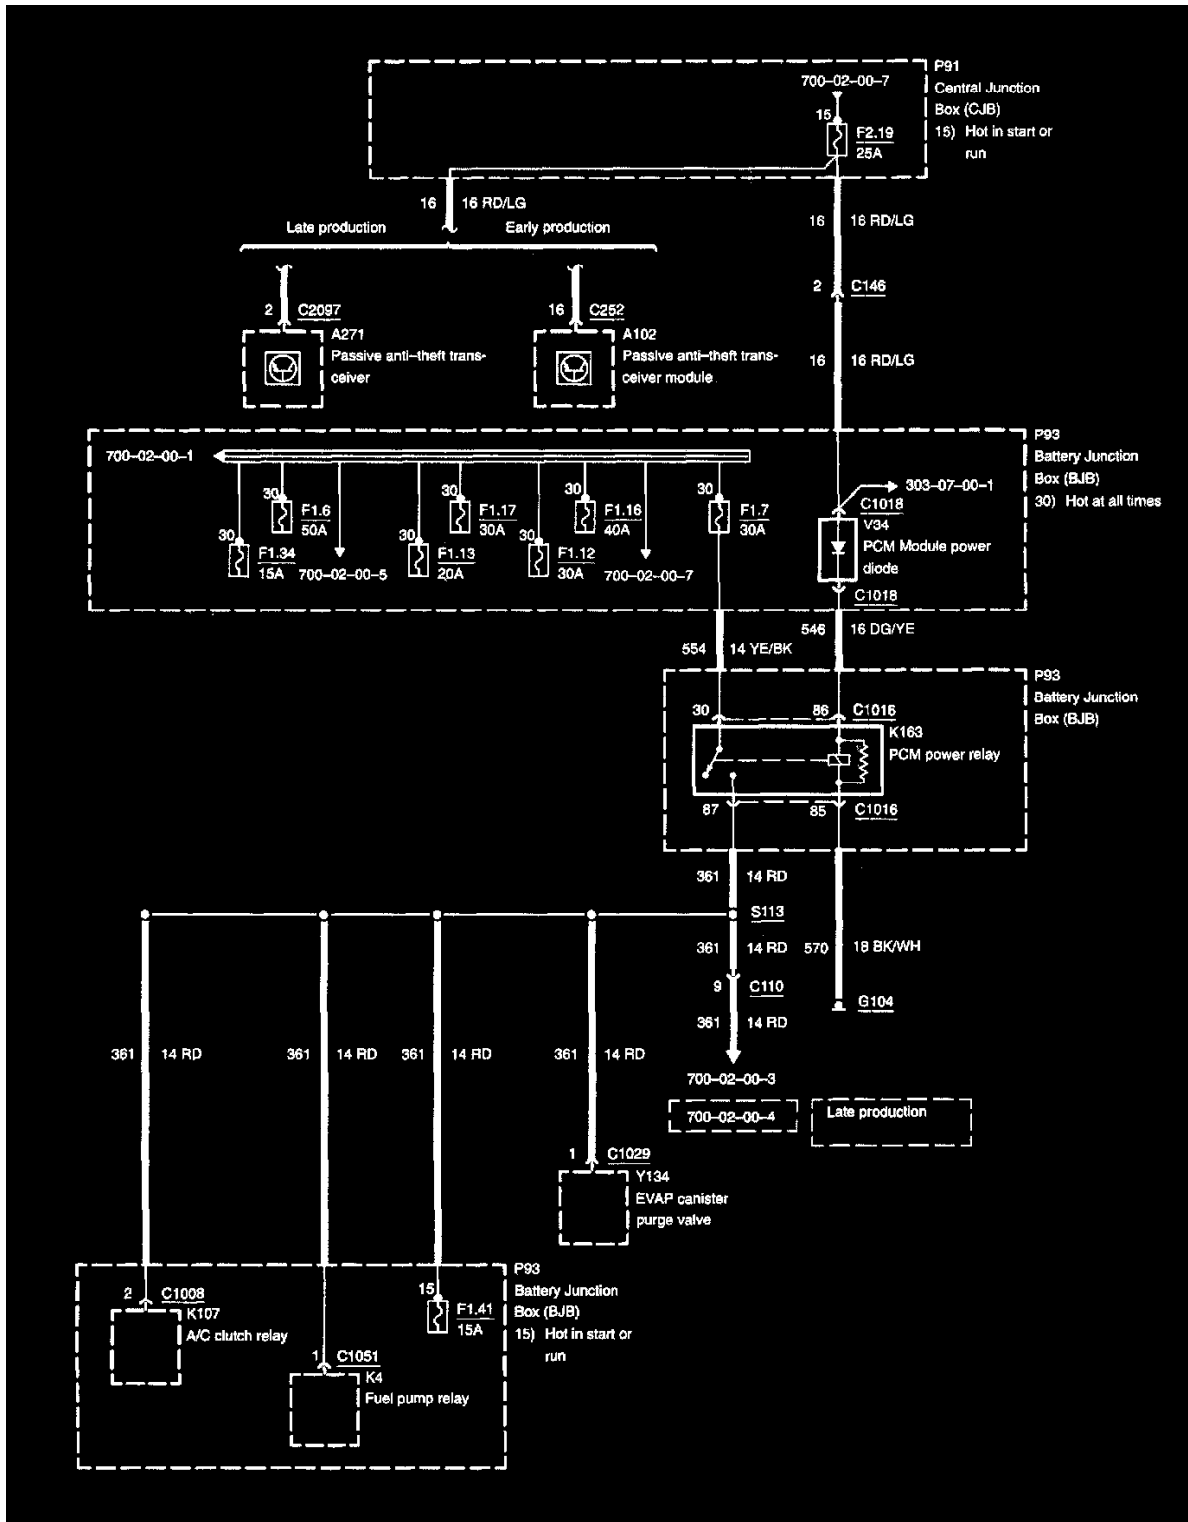 P91
700-02-00-7
Central Junction
Box (CJB)
15
F2.19
15) Hot in start or
25A
run
16 16 RD/LG
16 16 RD/LG
Late production
Early production
2 C146
2 C2097
16 C252
A271
A102
Passive anti-theft trans-
ceiver
Passive anti-theft trans-
ceiver module
16 16 RD/LG
P93
700-02-00-1
Battery Junction
Box (BJB)
303-07-00-1
30) Hot at all times
30
F1.6
50A
30
F1.17
30A
30
F1.16
40A
30
F1.7
30A
C1018
V34
PCM Module power
diode
30
F1.34
15A
700-02-00-5
30
F1.13
20A
30
F1.12
30A
700-02-00-7
C1018
546 16 DG/YE
554 14 YE/BK
P93
Battery Junction
Box (BJB)
30
86 C1016
K163
PCM power relay
87
85 C1016
361 14 RD
S113
361 14 RD
570 18 BK/WH
9 C110
G104
361 14 RD
361 14 RD
361 14 RD
361 14 RD
361 14 RD
700-02-00-3
700-02-00-4
Late production
1 C1029
Y134
EVAP canister
purge valve
P93
Battery Junction
Box (BJB)
15) Hot in start or
run
2 C1008
K107
A/C clutch relay
15
F1.41
15A
1 C1051
K4
Fuel pump relay